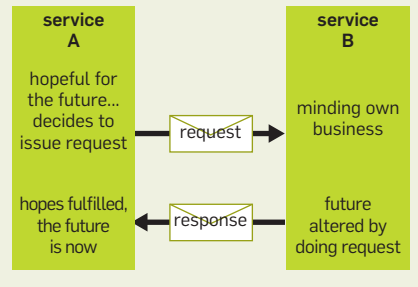 service
A
hopeful for
the future...
decides to
issue request
hopes fulfilled,
the future
is now
request
response
service
B
minding own
business
future
altered by
doing request